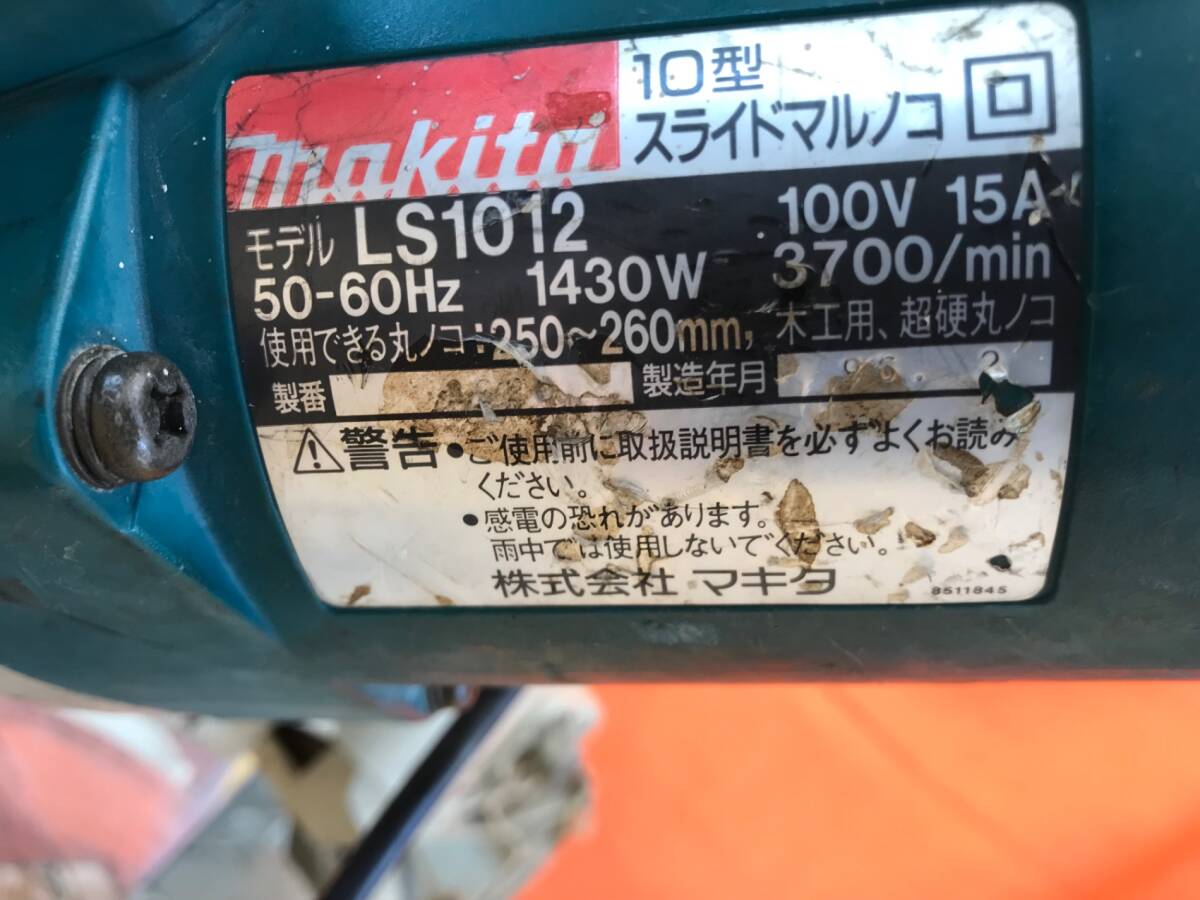 makita
10型
スライドマルノコ
モデル LS1012
100V 15A
50-60Hz 1430W 3700/min
使用できる丸ノコ:250～260mm, 木工用、超硬丸ノコ
製番 製造年月
警告 •ご使用前に取扱説明書を必ずよくお読み
ください。
•感電の恐れがあります。
雨中では使用しないでください。
株式会社 マキタ
8511845